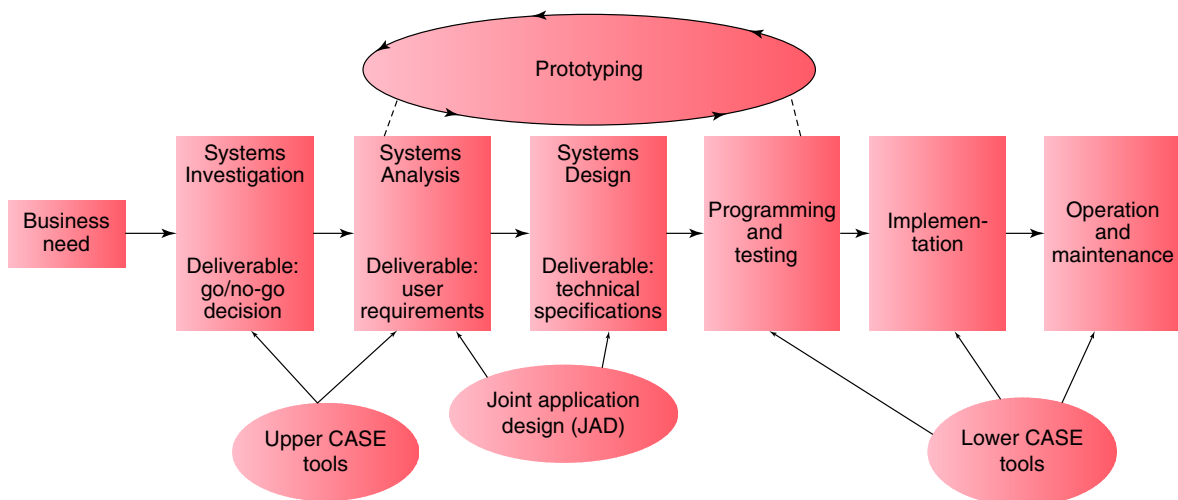 Prototyping
Business
need
Systems
Investigation
Deliverable:
go/no-go
decision
Systems
Analysis
Deliverable:
user
requirements
Systems
Design
Deliverable:
technical
specifications
Programming
and
testing
Implemen-
tation
Operation
and
maintenance
Upper CASE
tools
Joint application
design (JAD)
Lower CASE
tools